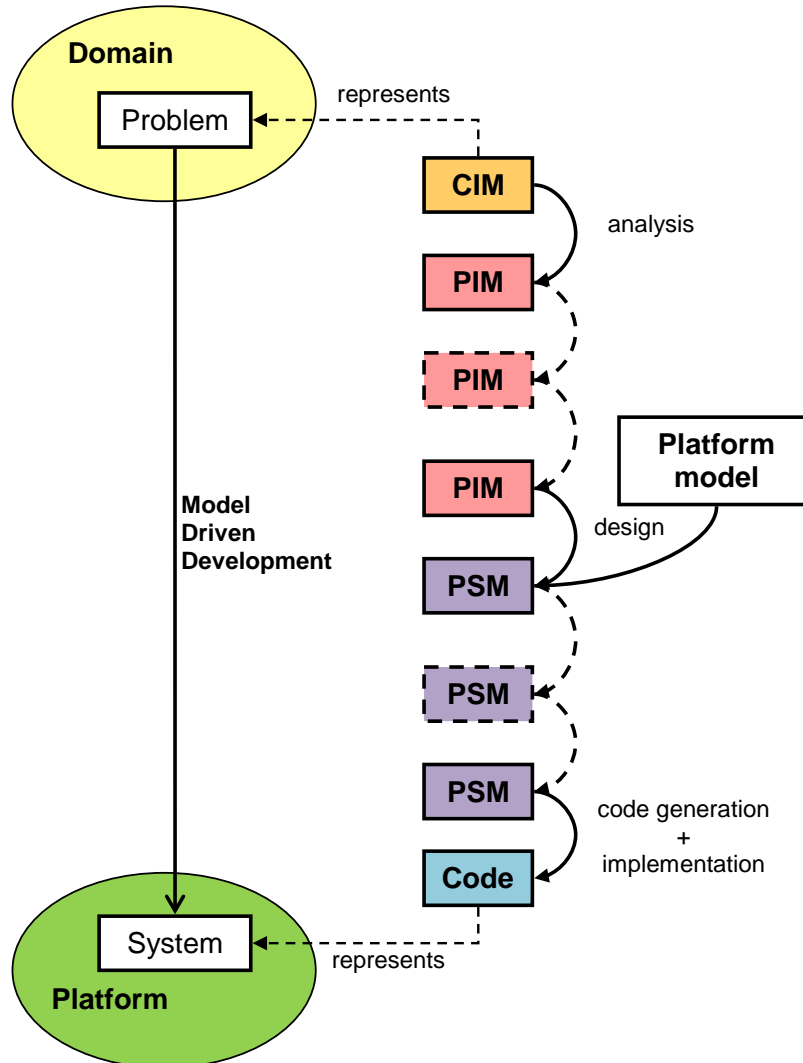 Domain
represents
Problem
CIM
analysis
PIM
PIM
Platform
model
PIM
Model
Driven
Development
design
PSM
PSM
PSM
code generation
+
implementation
Code
System
represents
Platform